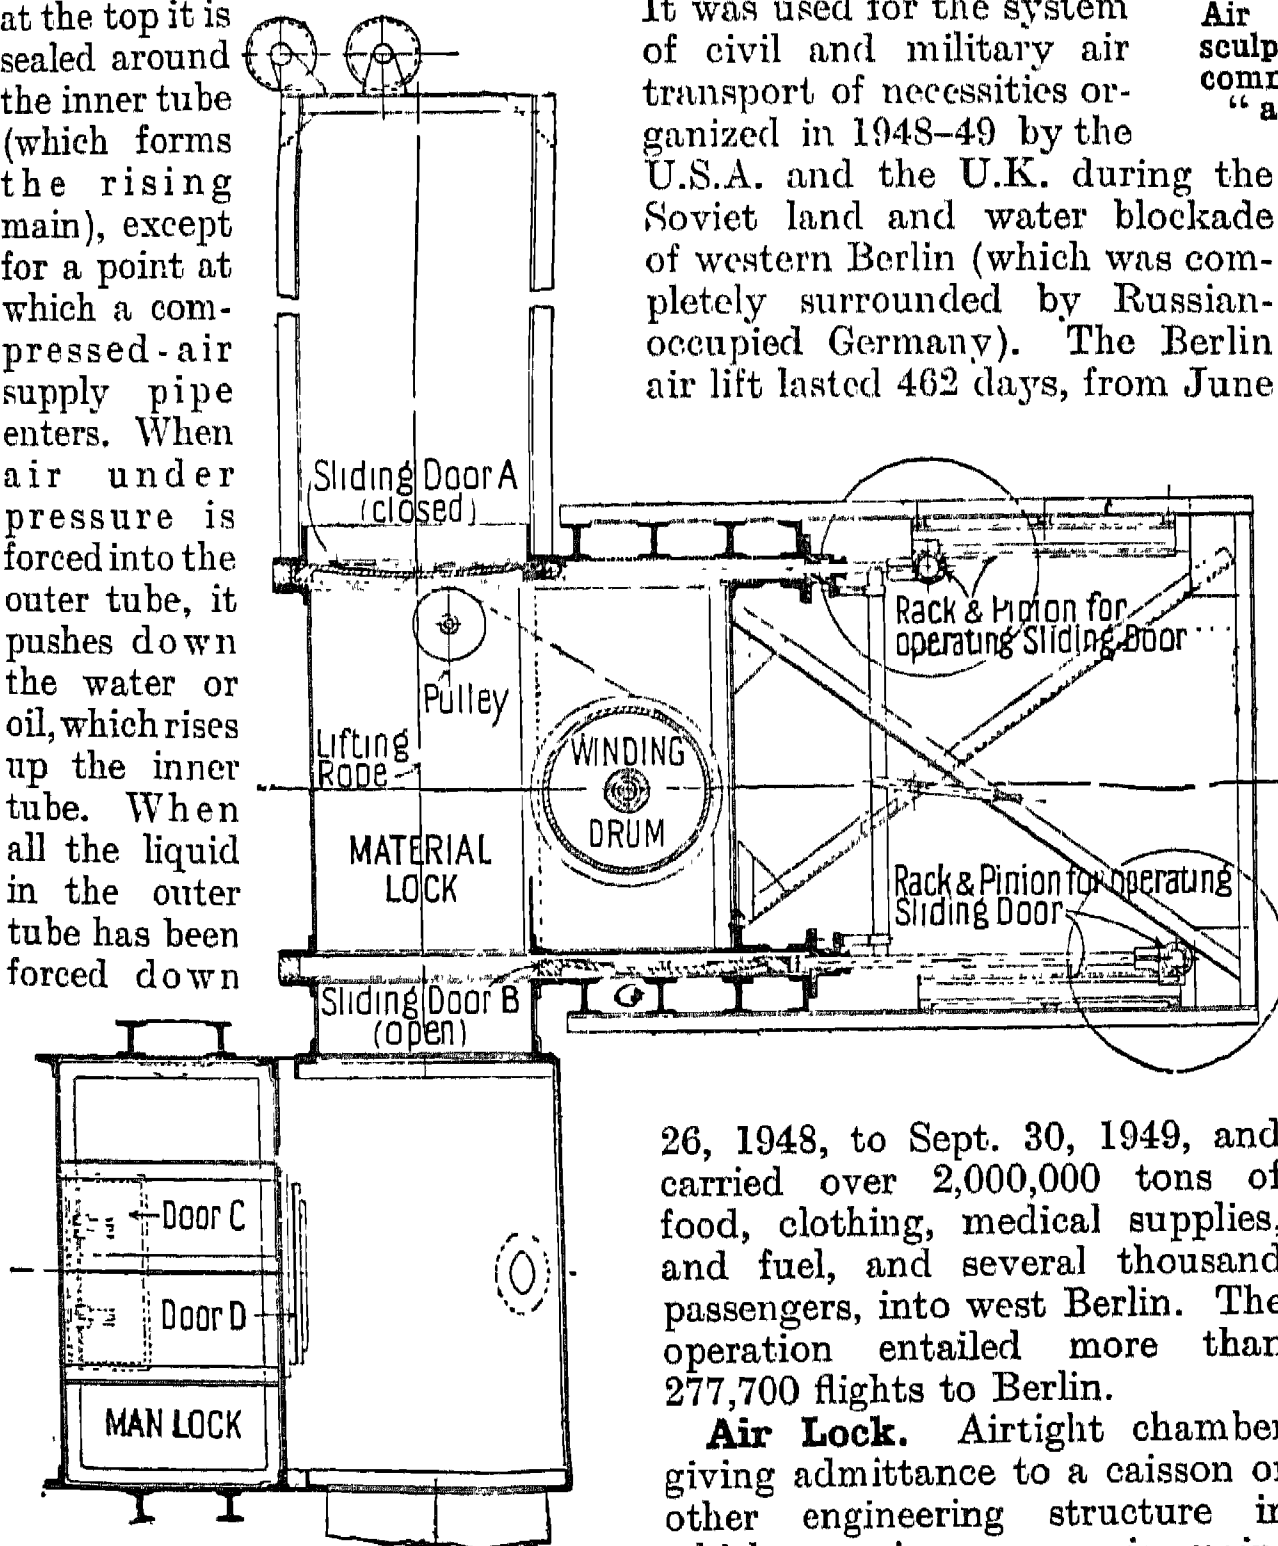 at the top it is
sealed around
the inner tube
(which forms
the rising
main), except
for a point at
which a com-
pressed-air
supply pipe
enters. When
air under
pressure is
forced into the
outer tube, it
pushes down
the water or
oil, which rises
up the inner
tube. When
all the liquid
in the outer
tube has been
forced down
Sliding Door A
(closed)
Pulley
Lifting
Rope
WINDING
DRUM
MATERIAL
LOCK
Rack & Pinion for
operating Sliding Door
Rack & Pinion for operating
Sliding Door
Sliding Door B
(open)
Door C
Door D
MAN LOCK
It was used for the system
of civil and military air
transport of necessities or-
ganized in 1948–49 by the
U.S.A. and the U.K. during the
Soviet land and water blockade
of western Berlin (which was com-
pletely surrounded by Russian-
occupied Germany). The Berlin
air lift lasted 462 days, from June
26, 1948, to Sept. 30, 1949, and
carried over 2,000,000 tons of
food, clothing, medical supplies,
and fuel, and several thousand
passengers, into west Berlin. The
operation entailed more than
277,700 flights to Berlin.
Air Lock. Airtight chamber
giving admittance to a caisson or
other engineering structure in
Air
sculp
com
“a